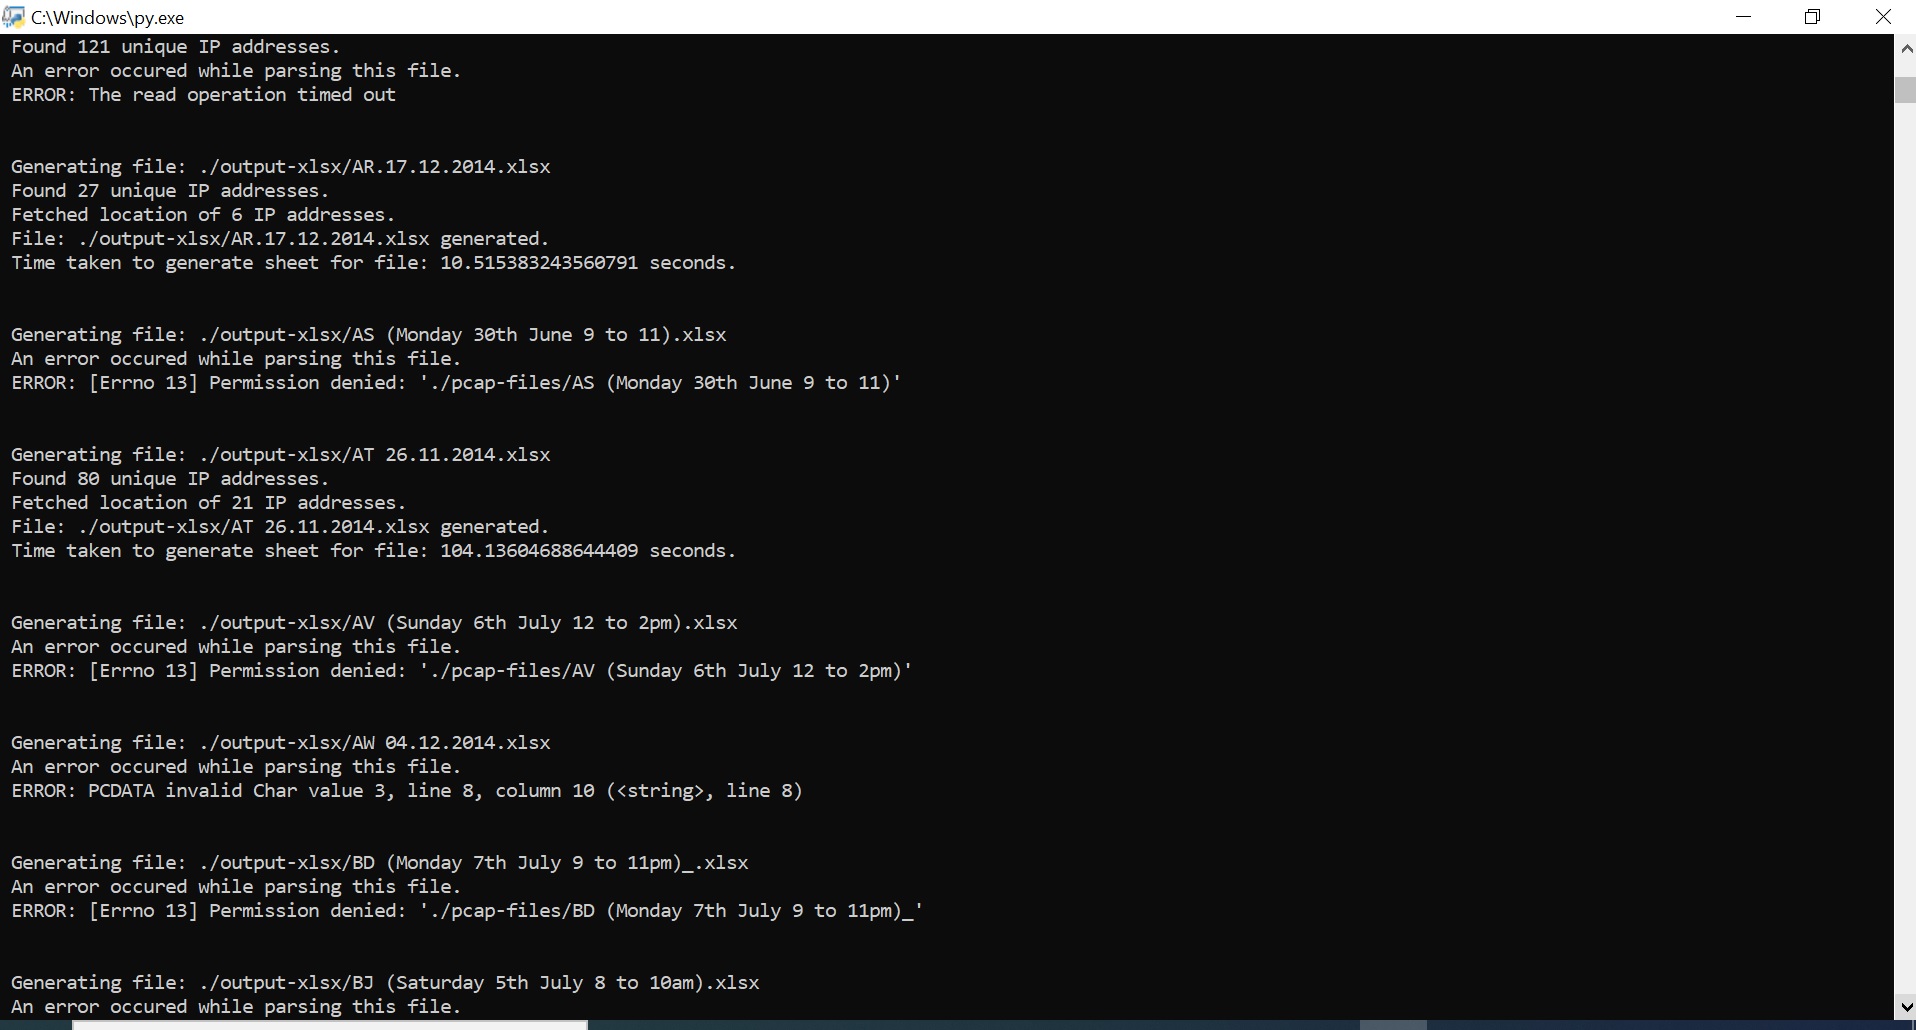 C:\Windows\py.exe
Found 121 unique IP addresses.
An error occured while parsing this file.
ERROR: The read operation timed out
Generating file: ./output-xlsx/AR.17.12.2014.xlsx
Found 27 unique IP addresses.
Fetched location of 6 IP addresses.
File: ./output-xlsx/AR.17.12.2014.xlsx generated.
Time taken to generate sheet for file: 10.515383243560791 seconds.
Generating file: ./output-xlsx/AS (Monday 30th June 9 to 11).xlsx
An error occured while parsing this file.
ERROR: [Errno 13] Permission denied: './pcap-files/AS (Monday 30th June 9 to 11)'
Generating file: ./output-xlsx/AT 26.11.2014.xlsx
Found 80 unique IP addresses.
Fetched location of 21 IP addresses.
File: ./output-xlsx/AT 26.11.2014.xlsx generated.
Time taken to generate sheet for file: 104.13604688644409 seconds.
Generating file: ./output-xlsx/AV (Sunday 6th July 12 to 2pm).xlsx
An error occured while parsing this file.
ERROR: [Errno 13] Permission denied: './pcap-files/AV (Sunday 6th July 12 to 2pm)'
Generating file: ./output-xlsx/AW 04.12.2014.xlsx
An error occured while parsing this file.
ERROR: PCDATA invalid Char value 3, line 8, column 10 (<string>, line 8)
Generating file: ./output-xlsx/BD (Monday 7th July 9 to 11pm)_.xlsx
An error occured while parsing this file.
ERROR: [Errno 13] Permission denied: './pcap-files/BD (Monday 7th July 9 to 11pm)_'
Generating file: ./output-xlsx/BJ (Saturday 5th July 8 to 10am).xlsx
An error occured while parsing this file.